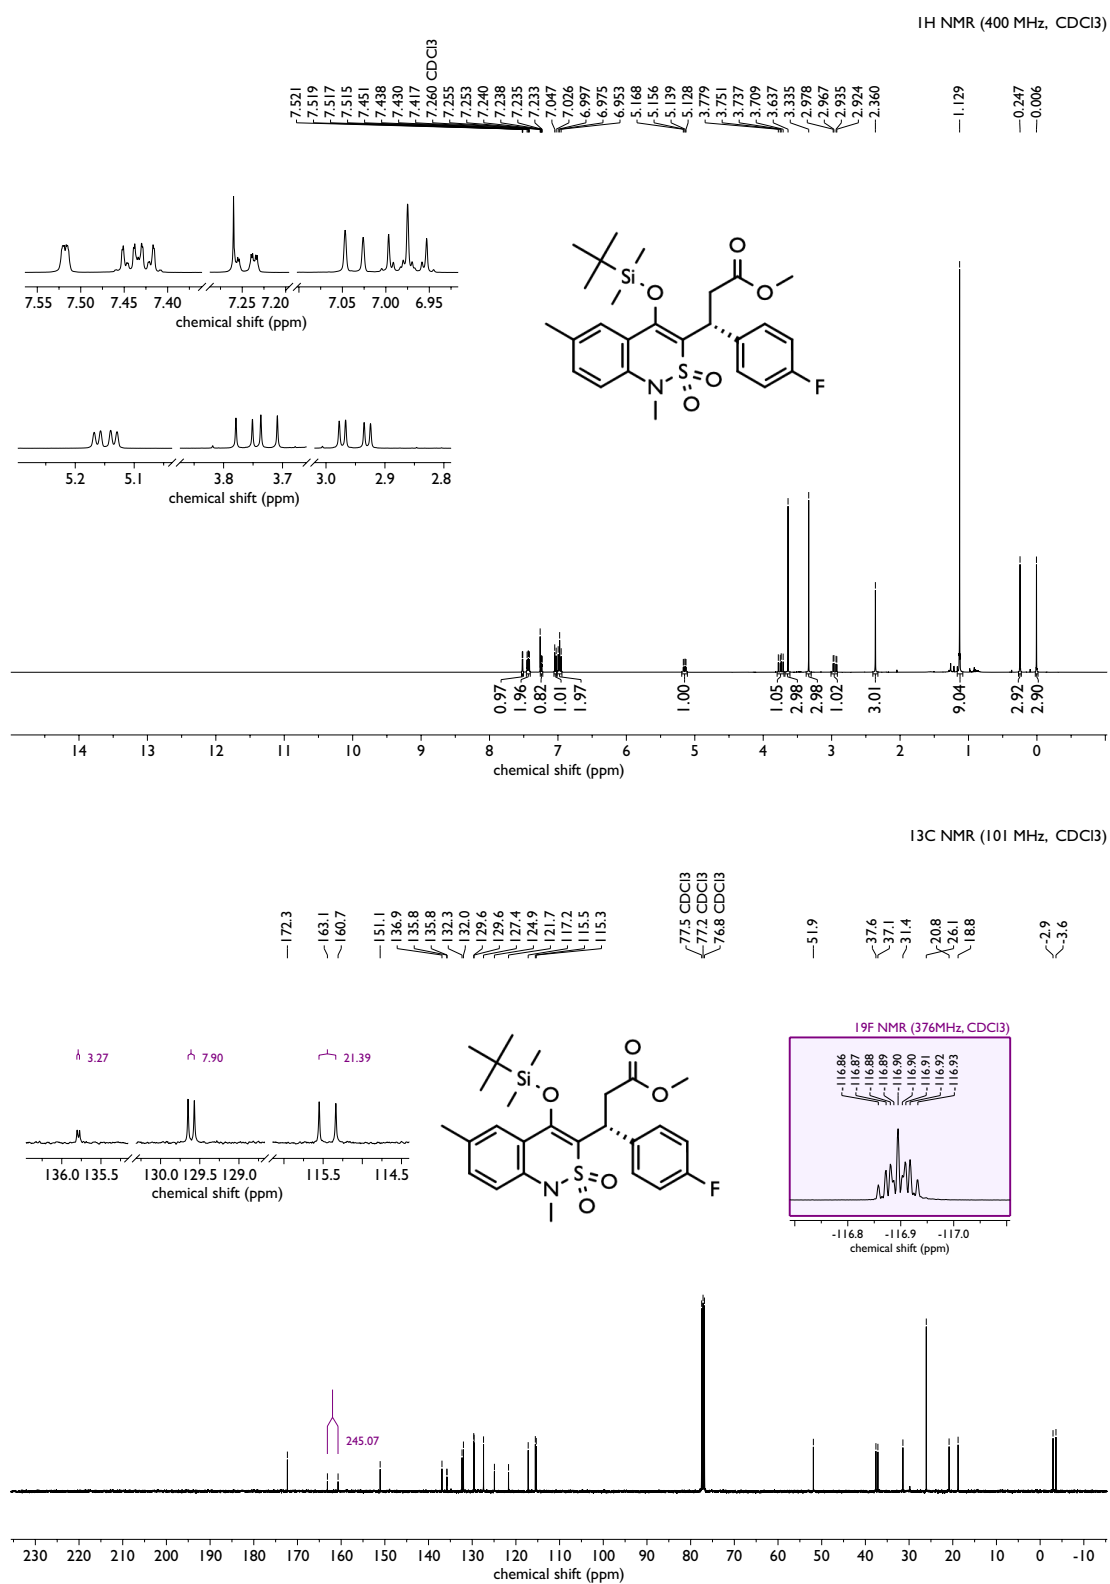 1H NMR (400 MHz, CDCl3)
7.521
7.519
7.517
7.515
7.451
7.438
7.430
7.417
7.260 CDCl3
7.255
7.253
7.240
7.238
7.235
7.233
7.047
7.026
6.997
6.975
6.953
5.168
5.156
5.139
5.128
3.779
3.751
3.737
3.709
3.637
3.335
2.978
2.967
2.935
2.924
2.360
1.129
0.247
0.006
7.55 7.50 7.45 7.40 7.25 7.20 7.05 7.00 6.95
chemical shift (ppm)
5.2 5.1 3.8 3.7 3.0 2.9 2.8
chemical shift (ppm)
Si
O
O
O
S
O
O
N
F
0.97
1.96
0.82
1.01
1.97
1.00
1.05
2.98
2.98
1.02
3.01
9.04
2.92
2.90
14 13 12 11 10 9 8 7 6 5 4 3 2 1 0
chemical shift (ppm)
13C NMR (101 MHz, CDCl3)
172.3
163.1
160.7
151.1
136.9
135.8
135.8
132.3
132.0
129.6
129.6
127.4
124.9
121.7
117.2
115.5
115.3
77.5 CDCl3
77.2 CDCl3
76.8 CDCl3
51.9
37.6
37.1
31.4
20.8
26.1
18.8
-2.9
-3.6
3.27 7.90 21.39
136.0 135.5 130.0 129.5 129.0 115.5 114.5
chemical shift (ppm)
Si
O
O
O
S
O
O
N
F
19F NMR (376MHz, CDCl3)
-116.86
-116.87
-116.88
-116.89
-116.90
-116.90
-116.91
-116.92
-116.93
-116.8 -116.9 -117.0
chemical shift (ppm)
245.07
230 220 210 200 190 180 170 160 150 140 130 120 110 100 90 80 70 60 50 40 30 20 10 0 -10
chemical shift (ppm)